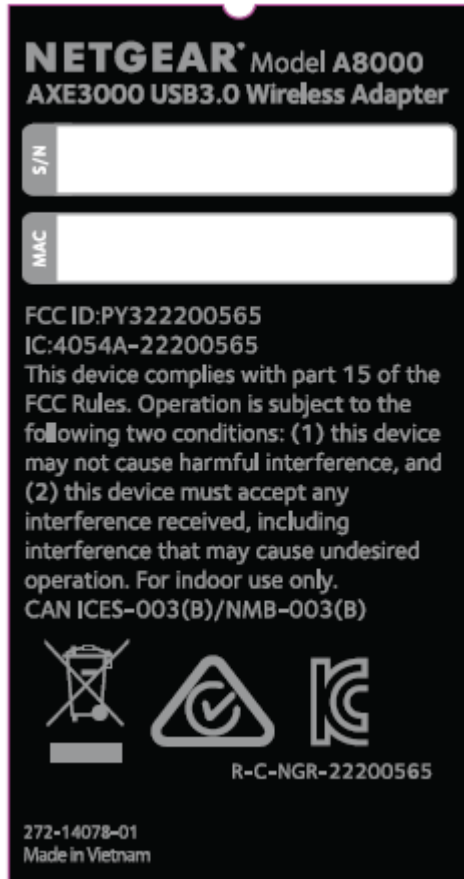 NETGEAR® Model A8000
AXE3000 USB3.0 Wireless Adapter
S/N
MAC
FCC ID:PY322200565
IC:4054A-22200565
This device complies with part 15 of the
FCC Rules. Operation is subject to the
following two conditions: (1) this device
may not cause harmful interference, and
(2) this device must accept any
interference received, including
interference that may cause undesired
operation. For indoor use only.
CAN ICES-003(B)/NMB-003(B)
R-C-NGR-22200565
272-14078-01
Made in Vietnam